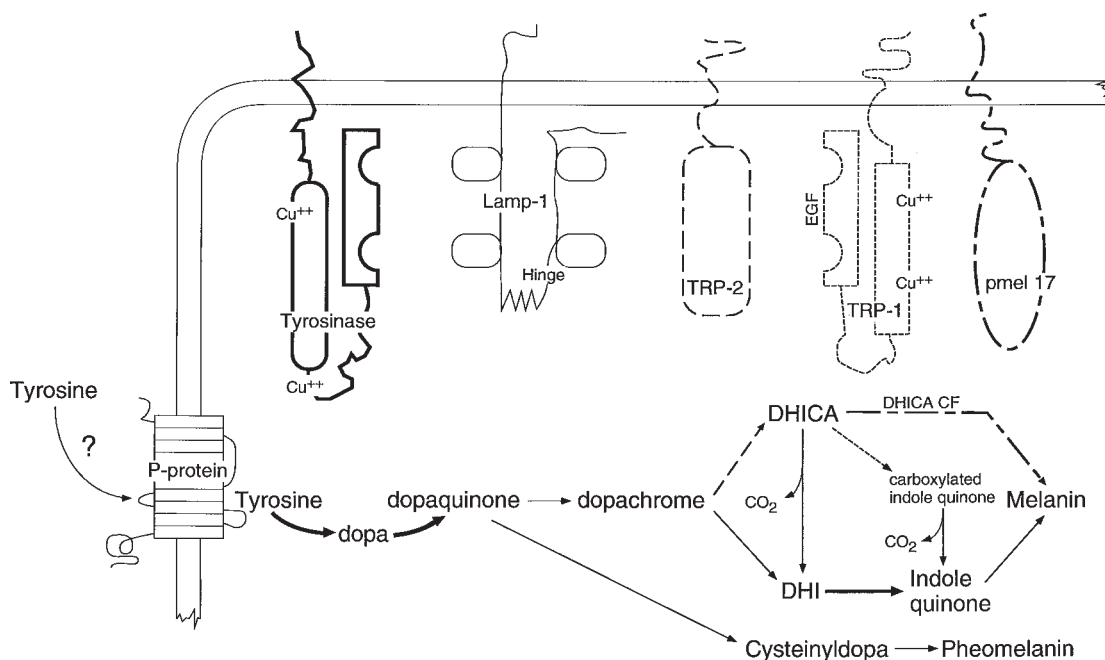 Cu++
Lamp-1
EGF
Cu++
Hinge
TRP-2
Cu++
pmel 17
TRP-1
Tyrosinase
Cu++
Tyrosine
?
P-protein
Tyrosine
dopa
dopaquinone
dopachrome
DHICA
DHICA CF
CO2
carboxylated
indole quinone
Melanin
CO2
DHI
Indole
quinone
Cysteinyldopa
Pheomelanin